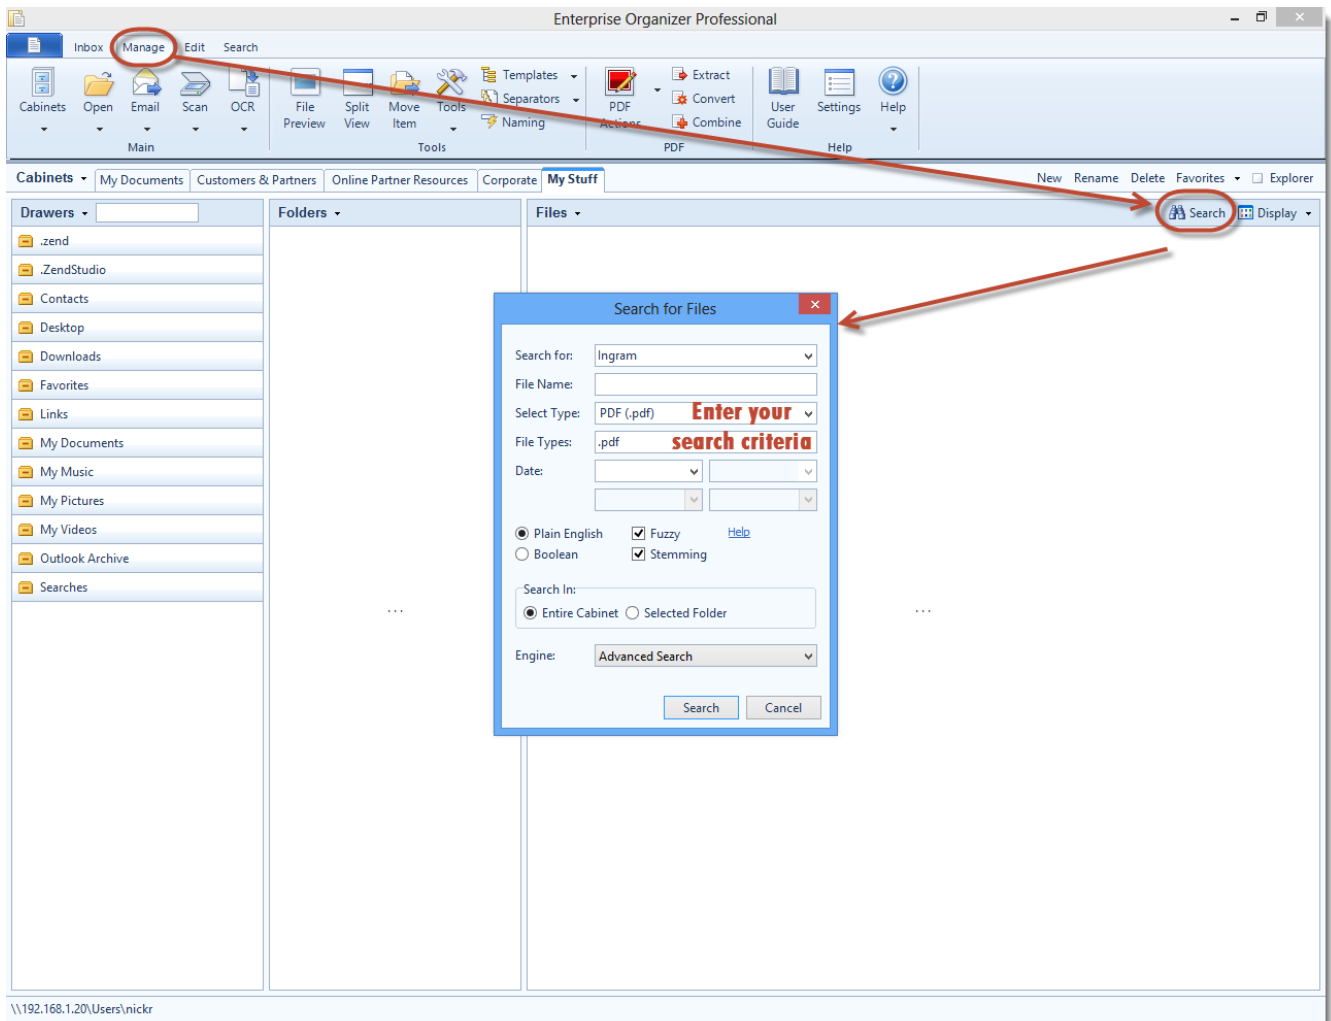 Enterprise Organizer Professional
Inbox Manage Edit Search
Cabinets Open Email Scan OCR
Main
File Preview Split View Move Item Tools
Templates
Separators
Naming
Tools
PDF Actions
Extract
Convert
Combine
PDF
User Guide Settings Help
Help
Cabinets My Documents Customers & Partners Online Partner Resources Corporate My Stuff
New Rename Delete Favorites Explorer
Drawers Folders Files Search Display
.zend
.ZendStudio
Contacts
Desktop
Downloads
Favorites
Links
My Documents
My Music
My Pictures
My Videos
Outlook Archive
Searches
...
...
Search for Files
Search for: Ingram
File Name:
Select Type: PDF (.pdf)
File Types: .pdf
Enter your
search criteria
Date:
Plain English Fuzzy Help
Boolean Stemming
Search In:
Entire Cabinet Selected Folder
Engine: Advanced Search
Search Cancel
\\192.168.1.20\Users\nickr